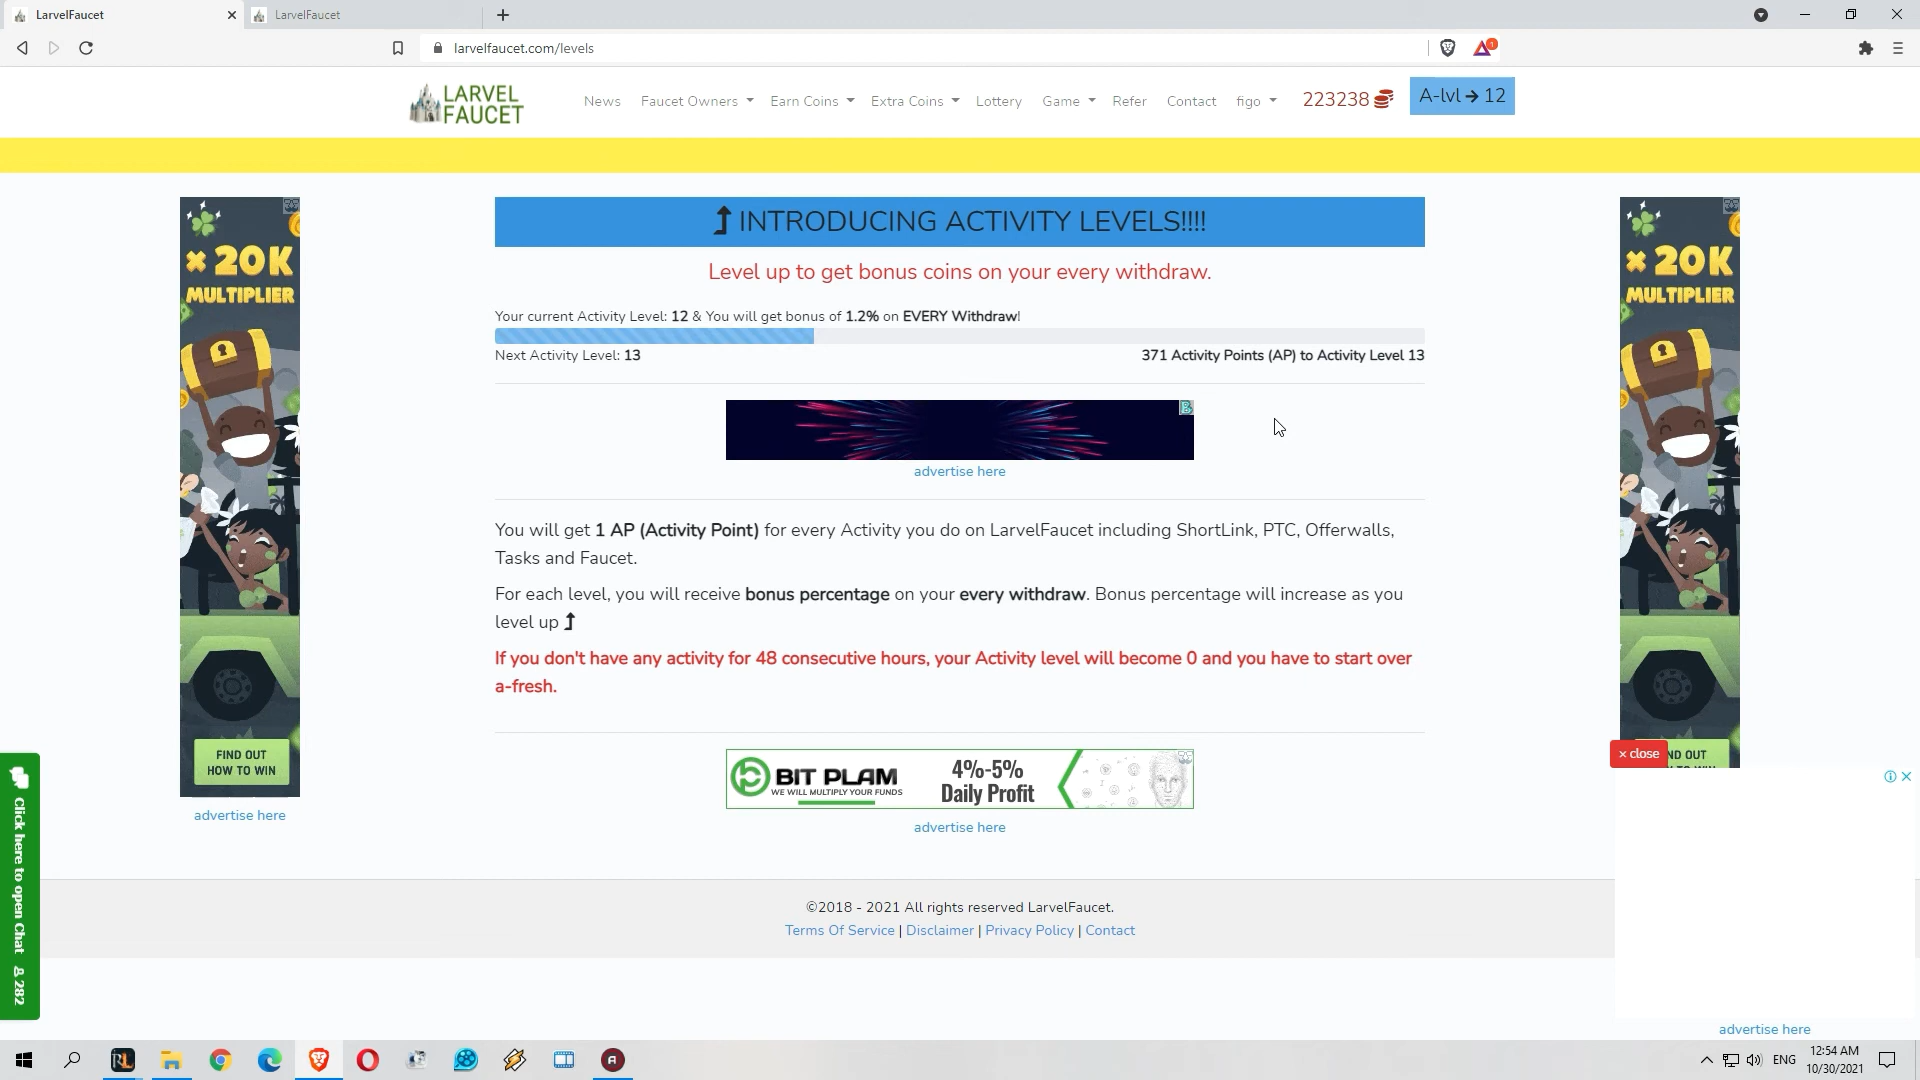 LarvelFaucet
LarvelFaucet
larvelfaucet.com/levels
1
LARVEL
FAUCET
News
Faucet Owners
Earn Coins
Extra Coins
Lottery
Game
Refer
Contact
figo
223238
A-lvl → 12
INTRODUCING ACTIVITY LEVELS!!!!
Level up to get bonus coins on your every withdraw.
Your current Activity Level: 12 & You will get bonus of 1.2% on EVERY Withdraw!
Next Activity Level: 13
371 Activity Points (AP) to Activity Level 13
× 20K
MULTIPLIER
FIND OUT
HOW TO WIN
advertise here
advertise here
You will get 1 AP (Activity Point) for every Activity you do on LarvelFaucet including ShortLink, PTC, Offerwalls,
Tasks and Faucet.
For each level, you will receive bonus percentage on your every withdraw. Bonus percentage will increase as you
level up
If you don't have any activity for 48 consecutive hours, your Activity level will become 0 and you have to start over
a-fresh.
BIT PLAM
WE WILL MULTIPLY YOUR FUNDS
4%-5%
Daily Profit
advertise here
× 20K
MULTIPLIER
× close
ND OUT
advertise here
Click here to open Chat 282
©2018 - 2021 All rights reserved LarvelFaucet.
Terms Of Service | Disclaimer | Privacy Policy | Contact
ENG
12:54 AM
10/30/2021